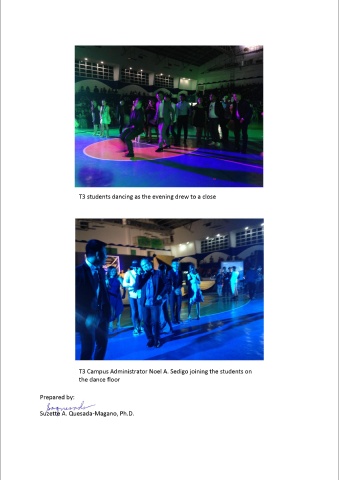 T3 students dancing as the evening drew to a close
T3 Campus Administrator Noel A. Sedigo joining the students on
the dance floor
Prepared by:
Suzette A. Quesada-Magano, Ph.D.